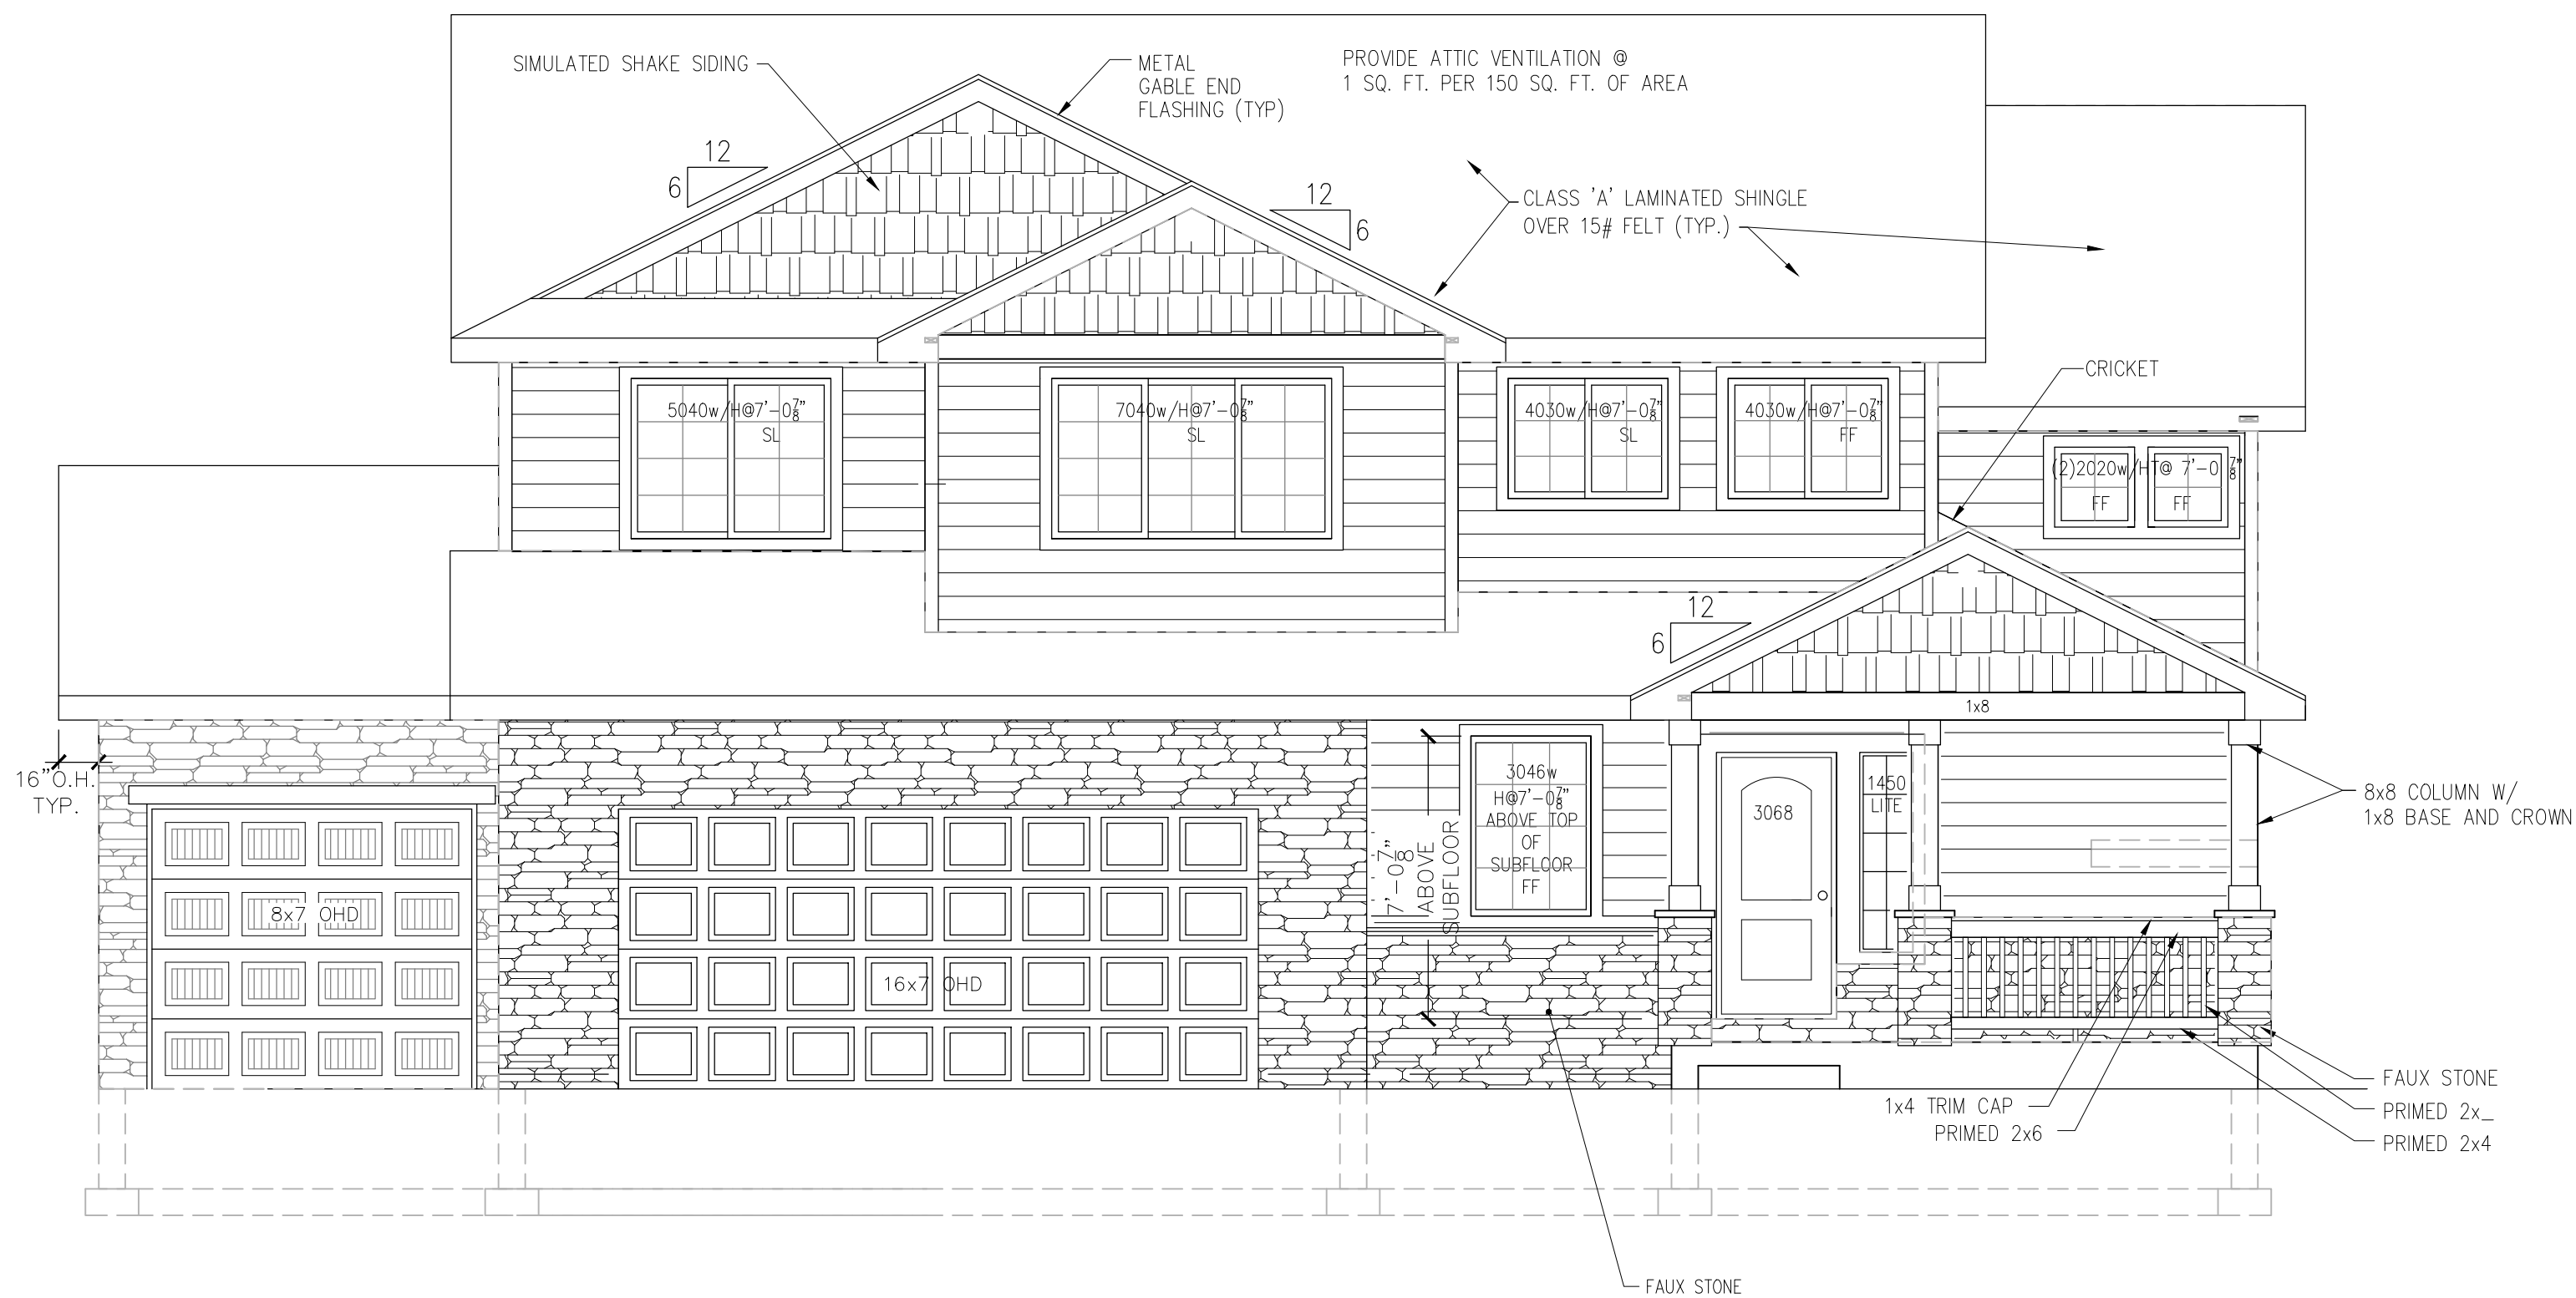 SIMULATED SHAKE SIDING
METAL
GABLE END
FLASHING (TYP)
PROVIDE ATTIC VENTILATION @
1 SQ. FT. PER 150 SQ. FT. OF AREA
12
6
12
6
CLASS 'A' LAMINATED SHINGLE
OVER 15# FELT (TYP.)
CRICKET
5040w/H@7'-0⅞"
SL
7040w/H@7'-0⅞"
SL
4030w/H@7'-0⅞"
SL
4030w/H@7'-0⅞"
FF
(2)2020w/HT@ 7'-0⅞"
FF
FF
12
6
1x8
16"O.H.
TYP.
8x7 OHD
16x7 OHD
7'-0⅞"
ABOVE
SUBFLOOR
3046w
H@7'-0⅞"
ABOVE TOP
OF
SUBFLOOR
FF
3068
1450
LITE
8x8 COLUMN W/
1x8 BASE AND CROWN
FAUX STONE
PRIMED 2x_
PRIMED 2x4
1x4 TRIM CAP
PRIMED 2x6
FAUX STONE